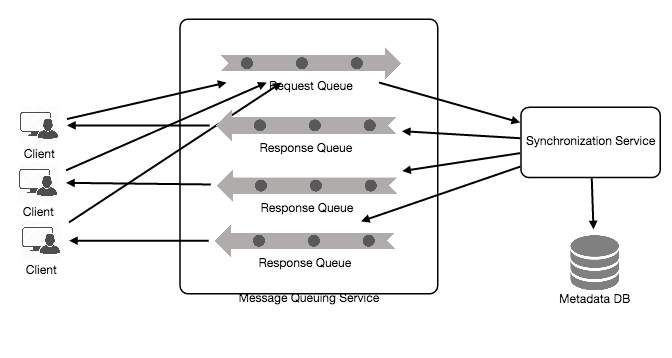 Request Queue
Client
Response Queue
Synchronization Service
Client
Response Queue
Client
Response Queue
Message Queuing Service
Metadata DB